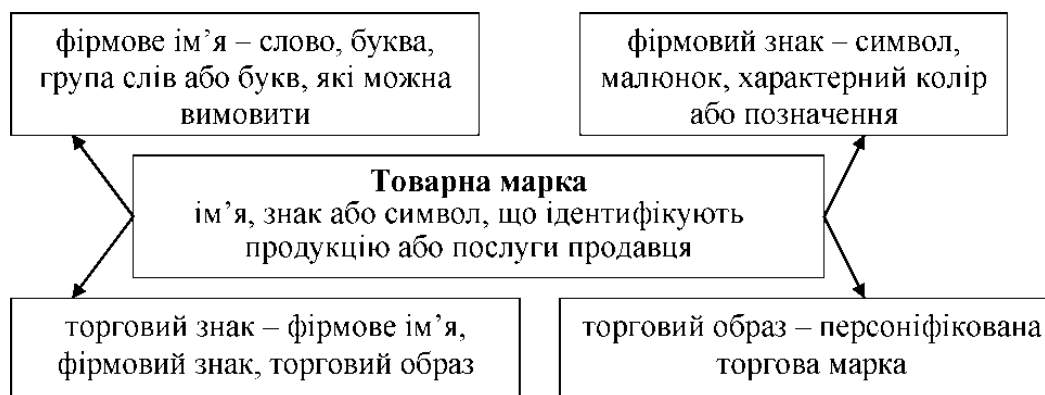 фірмове ім’я – слово, буква,
група слів або букв, які можна
вимовити
фірмовий знак – символ,
малюнок, характерний колір
або позначення
Товарна марка
ім’я, знак або символ, що ідентифікують
продукцію або послуги продавця
торговий знак – фірмове ім’я,
фірмовий знак, торговий образ
торговий образ – персоніфікована
торгова марка